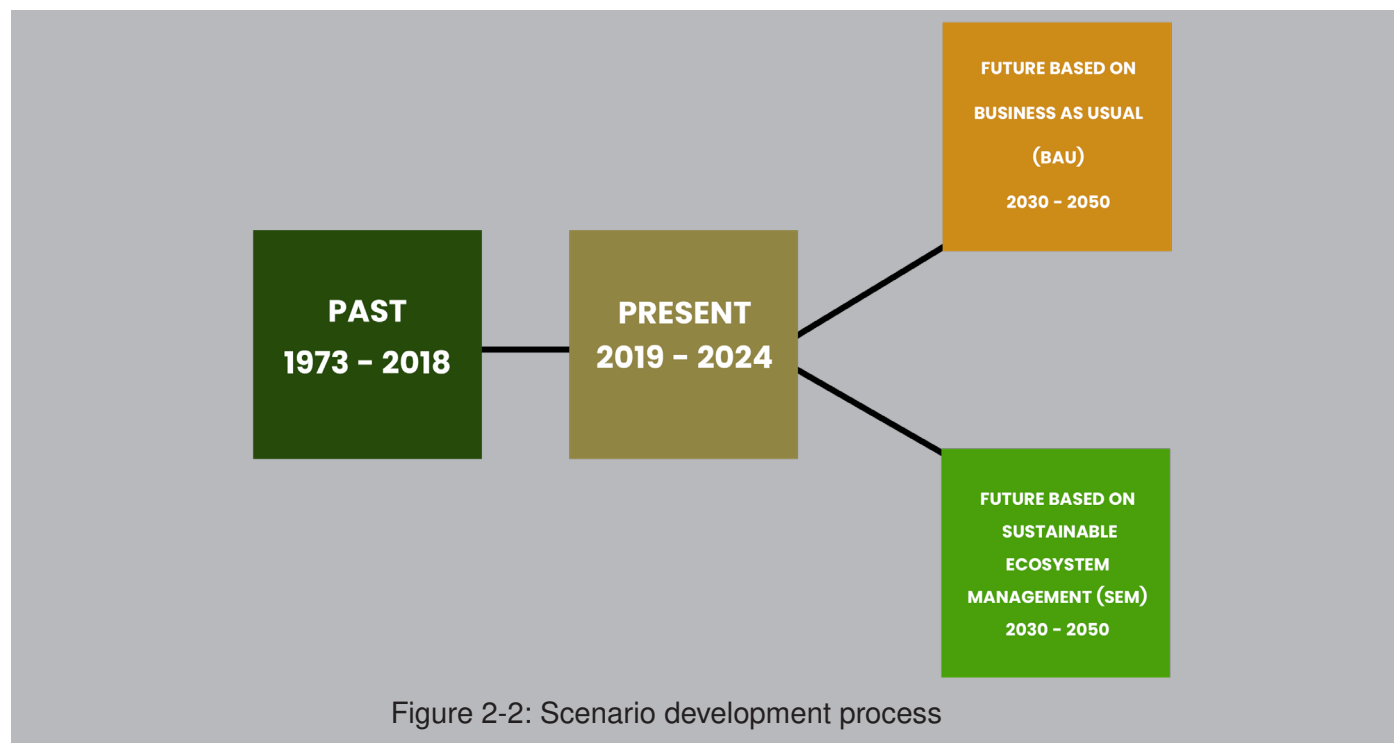 PAST
1973 - 2018
PRESENT
2019 - 2024
FUTURE BASED ON
BUSINESS AS USUAL
(BAU)
2030 - 2050
FUTURE BASED ON
SUSTAINABLE
ECOSYSTEM
MANAGEMENT (SEM)
2030 - 2050
Figure 2-2: Scenario development process